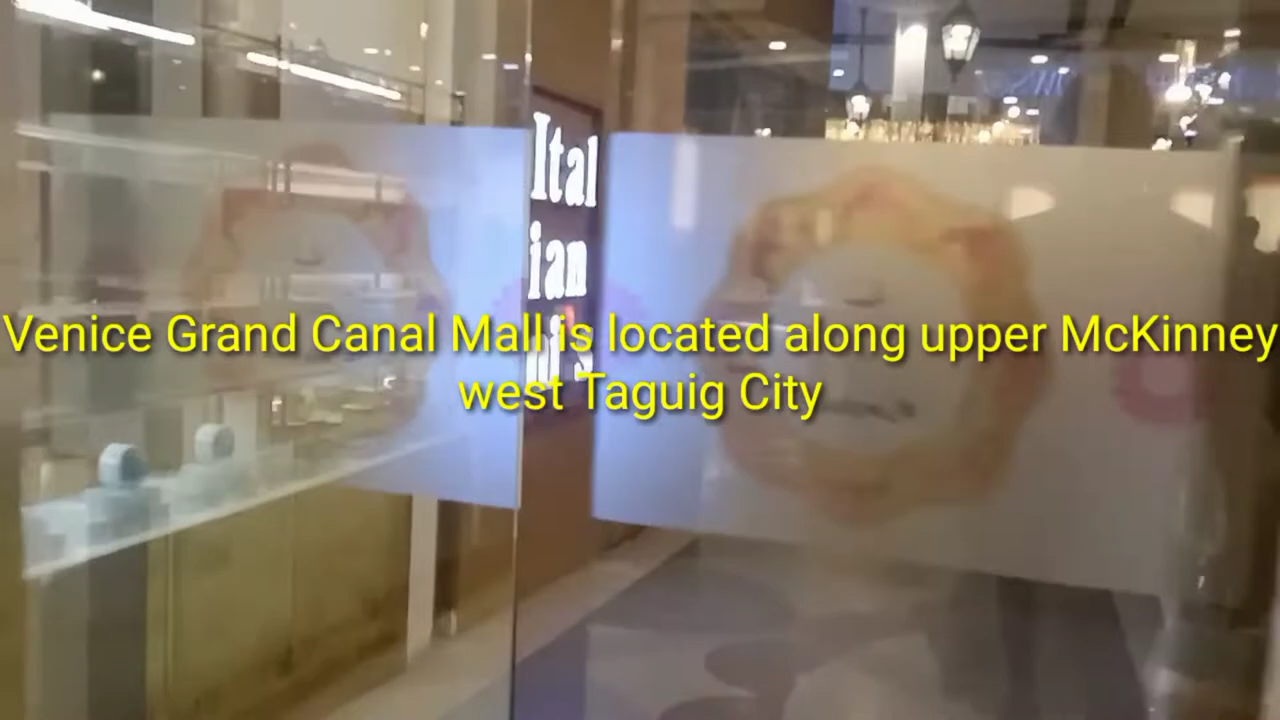 Ital
ian
Venice Grand Canal Mall is located along upper McKinney
west Taguig City